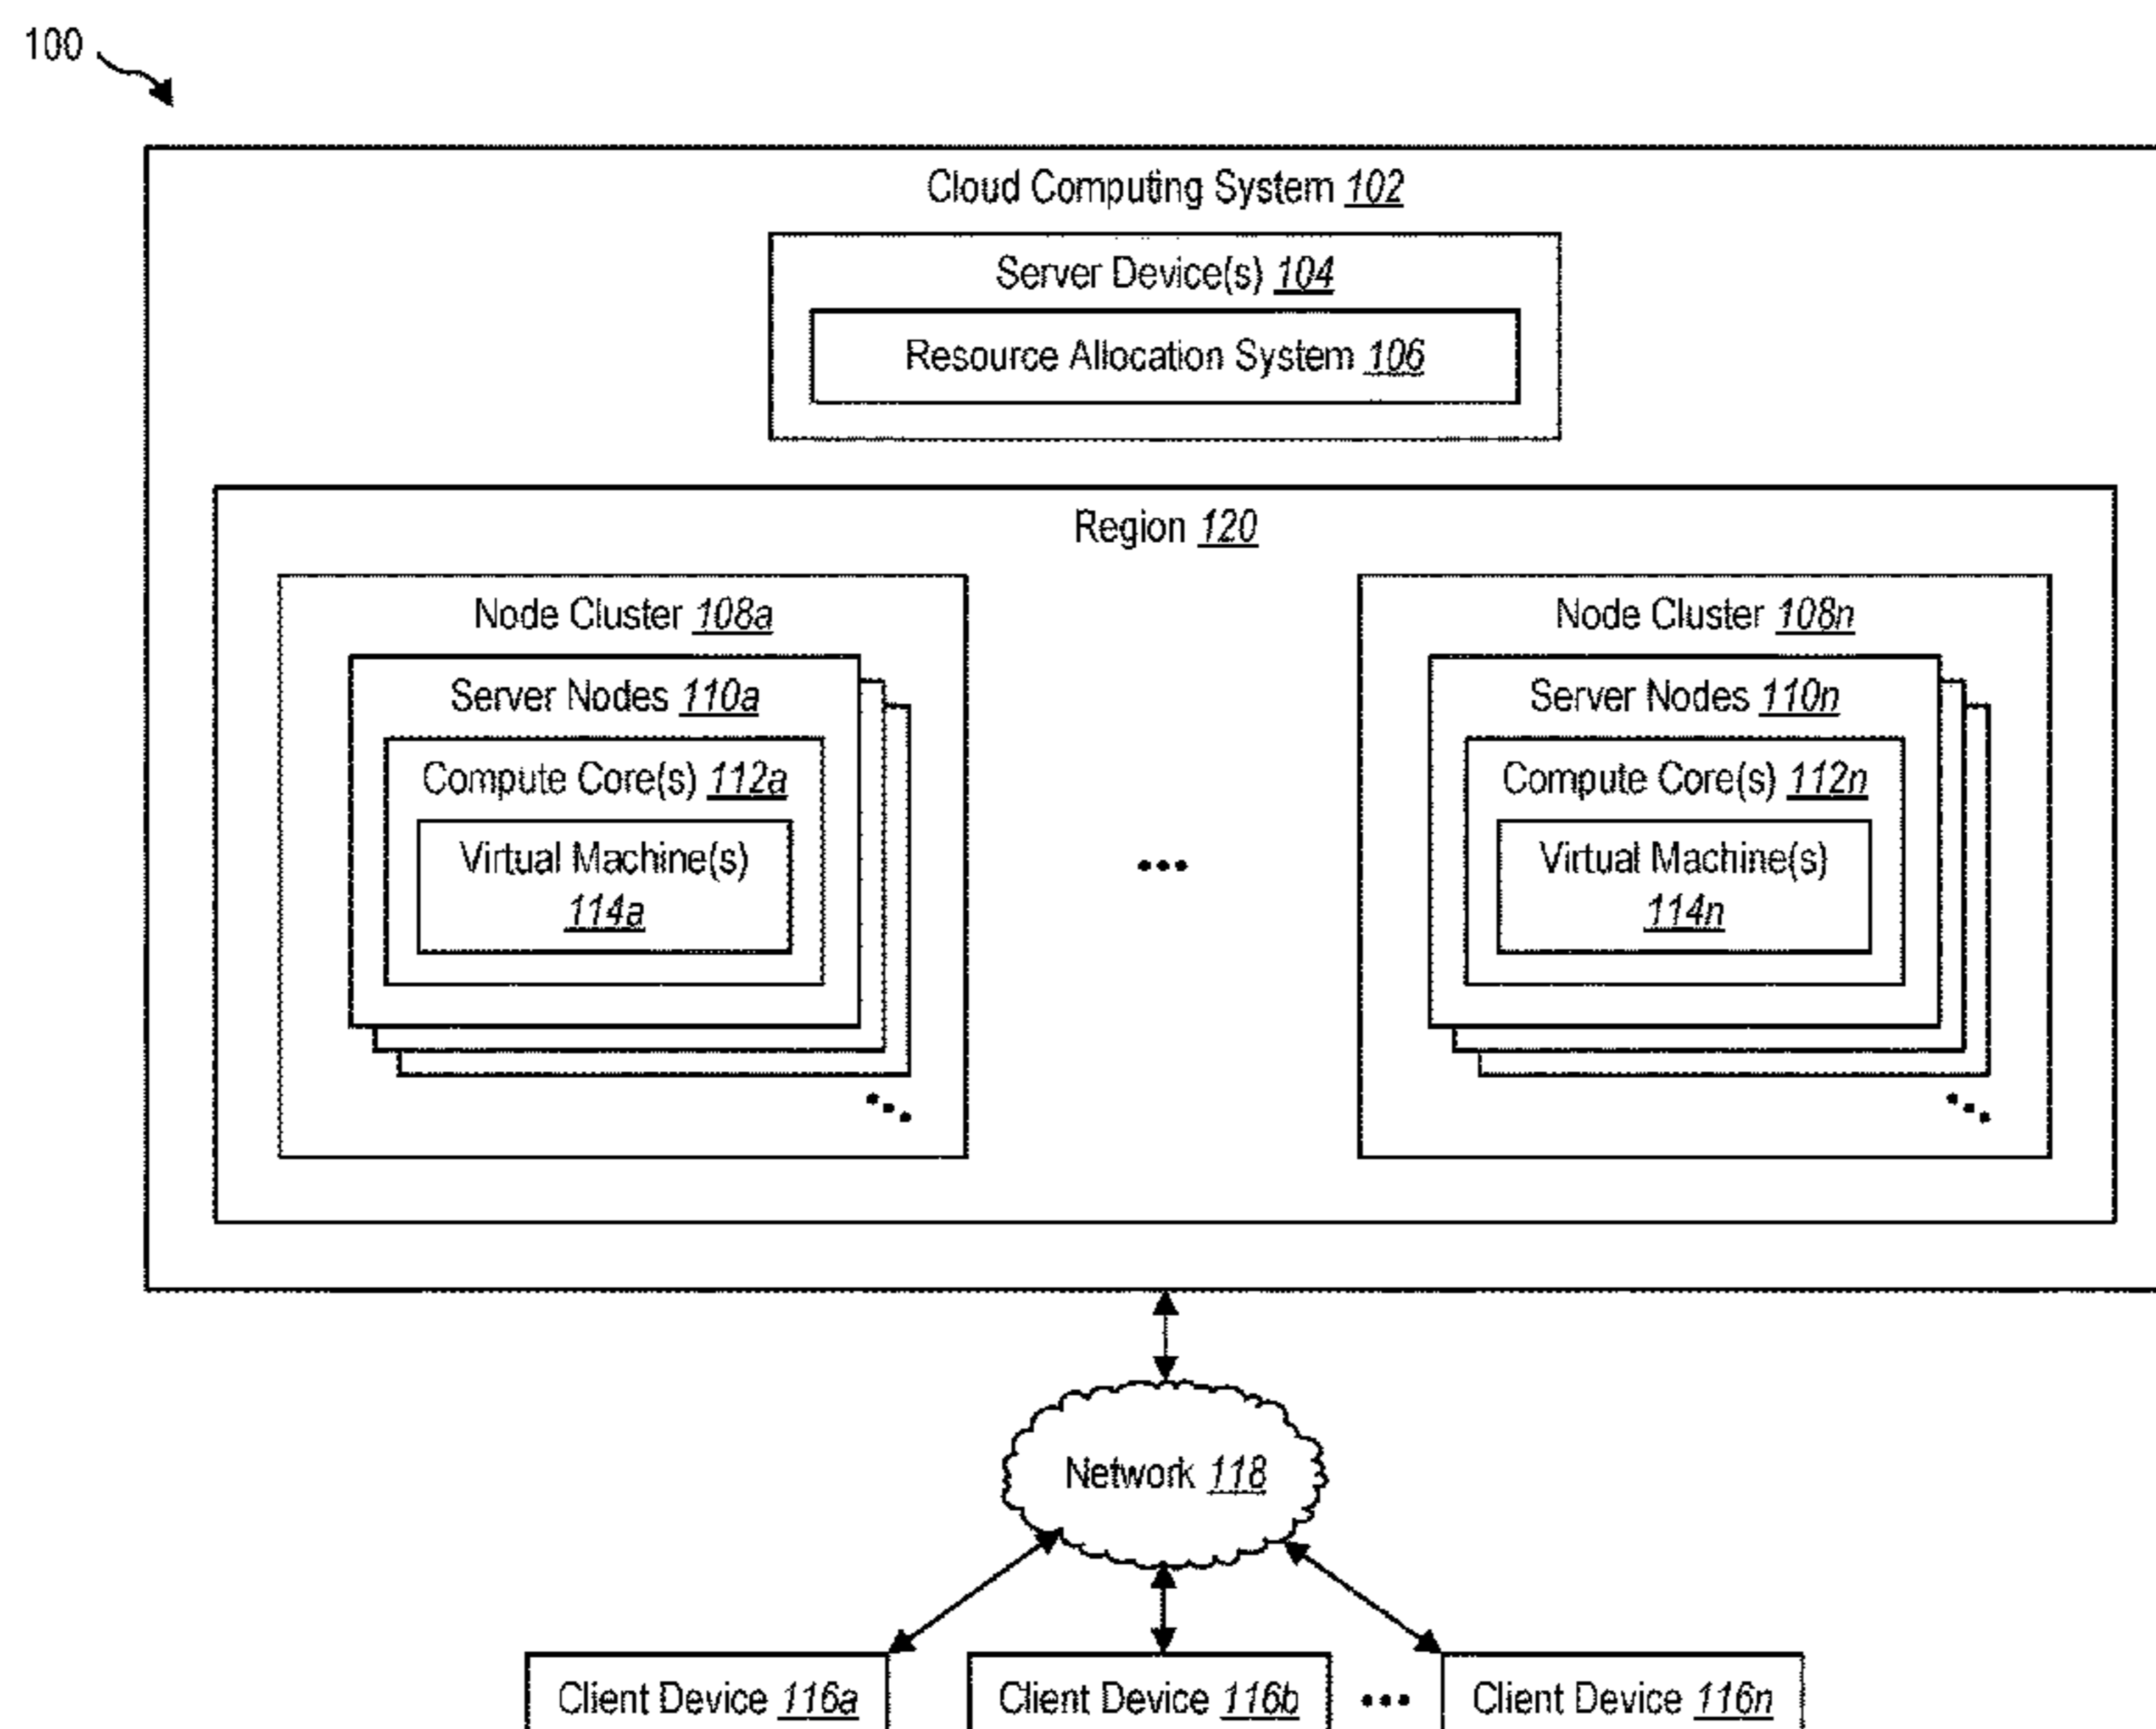 100
Cloud Computing System 102
Server Device(s) 104
Resource Allocation System 106
Region 120
Node Cluster 108a
Server Nodes 110a
Compute Core(s) 112a
Virtual Machine(s)
114a
...
Node Cluster 108n
Server Nodes 110n
Compute Core(s) 112n
Virtual Machine(s)
114n
Network 118
Client Device 116a
Client Device 116b
...
Client Device 116n